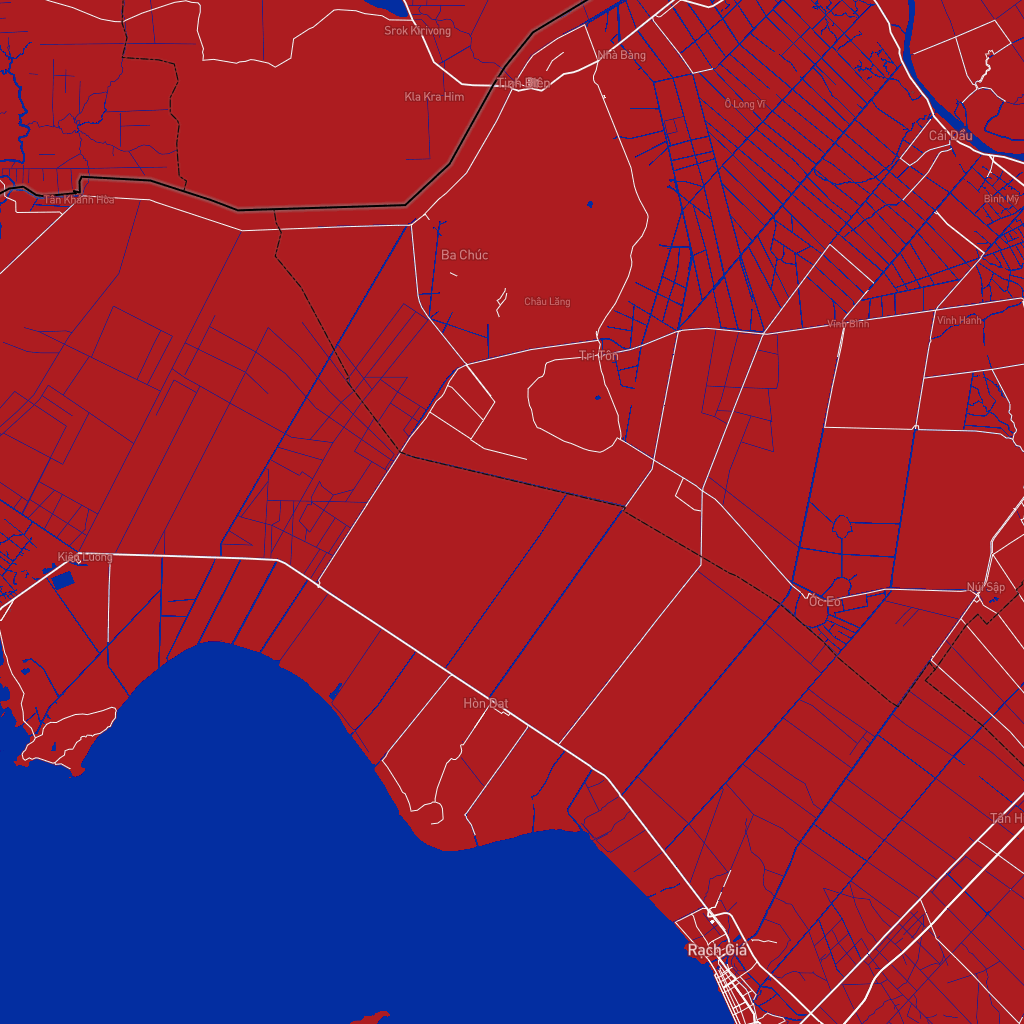 Srok Kirivong
Nhà Bàng
Tịnh Biên
Kla Kra Him
Ô Long Vĩ
Cái Dầu
Tân Khánh Hòa
Bình Mỹ
Ba Chúc
Châu Lăng
Vĩnh Bình
Vĩnh Hanh
Tri Tôn
Kiên Lương
Núi Sập
Óc Eo
Hòn Đất
Tân H
Rạch Giá